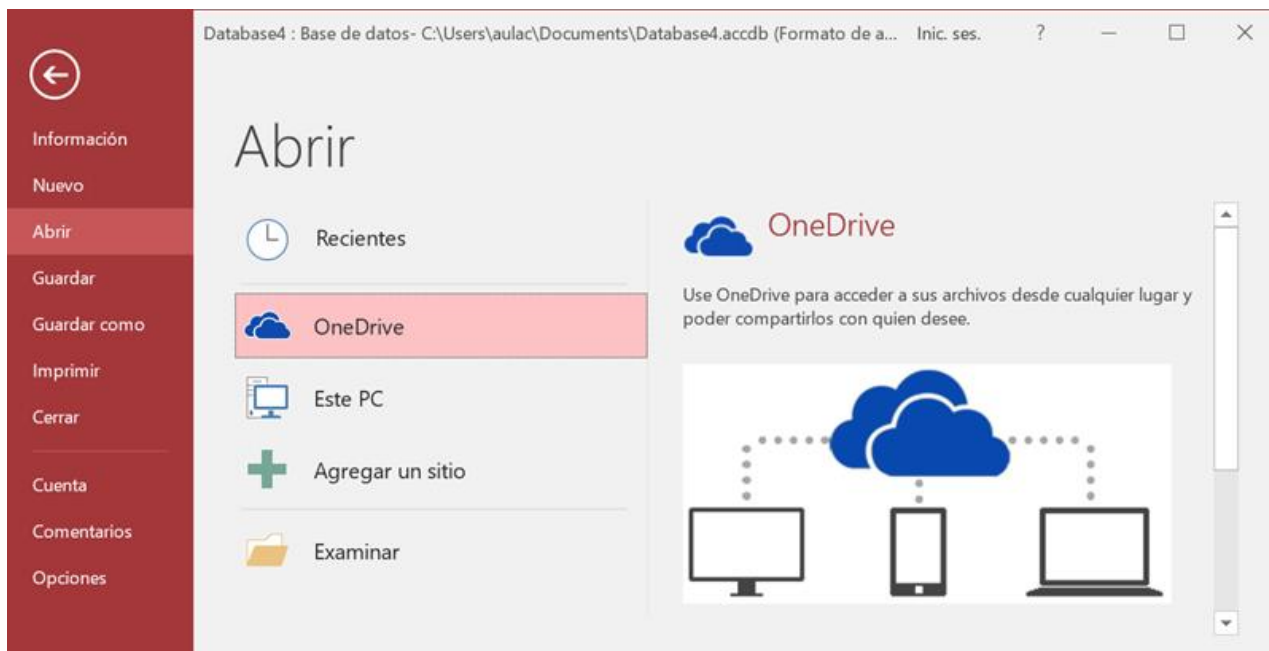 Database4 : Base de datos- C:\Users\aulac\Documents\Database4.accdb (Formato de a... Inic. ses. ?
Información
Nuevo
Abrir
Guardar
Guardar como
Imprimir
Cerrar
Cuenta
Comentarios
Opciones
Abrir
Recientes
OneDrive
Este PC
Agregar un sitio
Examinar
OneDrive
Use OneDrive para acceder a sus archivos desde cualquier lugar y
poder compartirlos con quien desee.